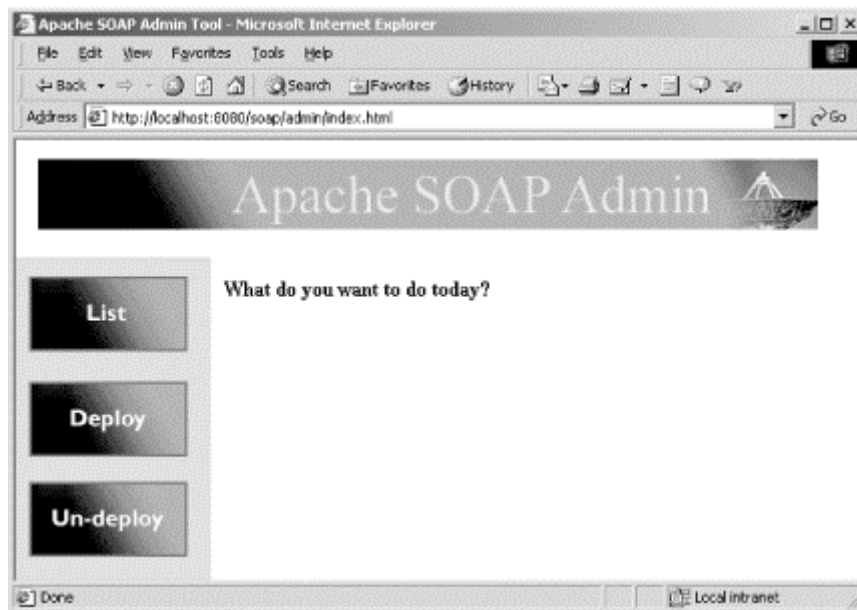 Apache SOAP Admin Tool - Microsoft Internet Explorer
File Edit View Favorites Tools Help
Back Search Favorites History
Address http://localhost:8080/soap/admin/index.html Go
Apache SOAP Admin
What do you want to do today?
List
Deploy
Un-deploy
Done Local intranet